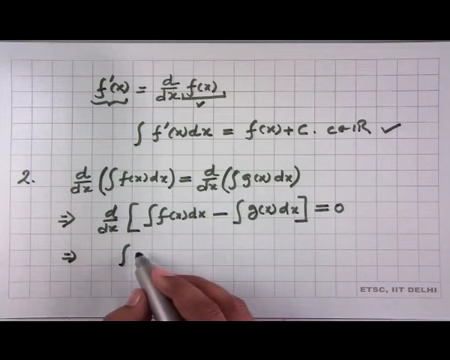 f'(x) = d/dx f(x)
∫ f'(x) dx = f(x) + C. C∈ℝ ✓
2. d/dx (∫ f(x) dx) = d/dx (∫ g(x) dx)
⇒ d/dx [∫ f(x) dx − ∫ g(x) dx] = 0
⇒ ∫
ETSC, IIT DELHI